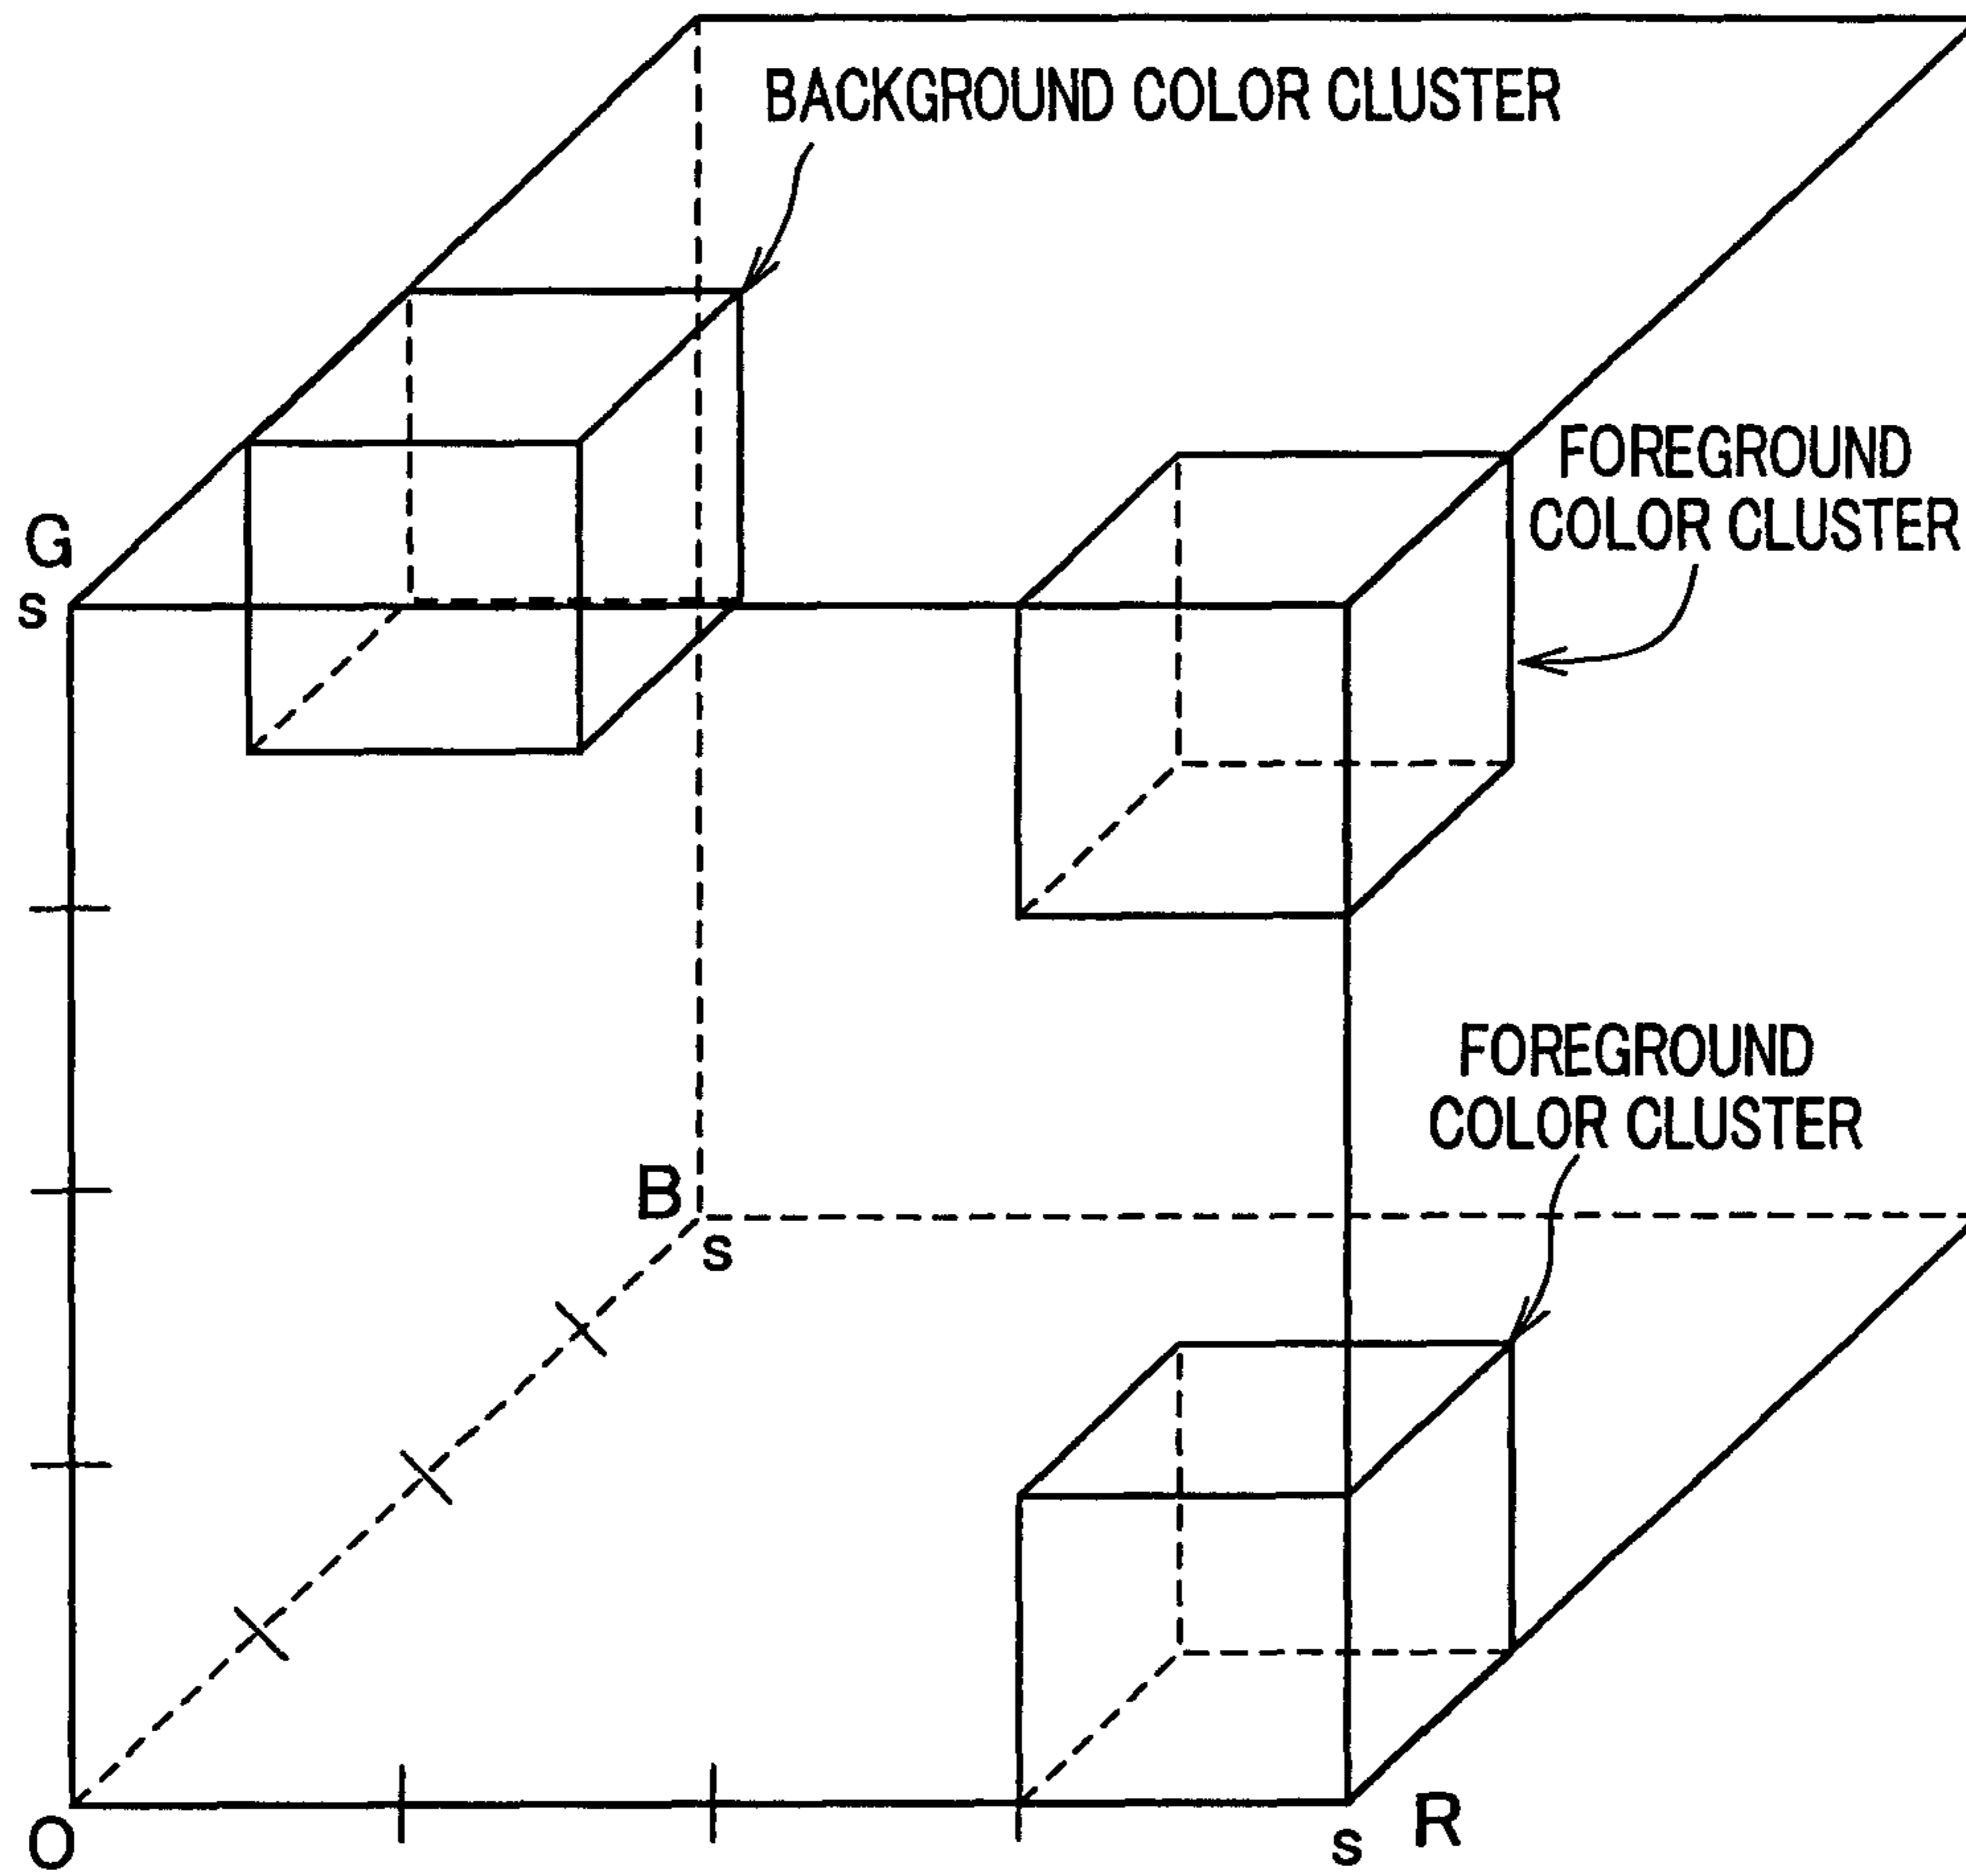 BACKGROUND COLOR CLUSTER
FOREGROUND
COLOR CLUSTER
G
s
FOREGROUND
COLOR CLUSTER
B
s
O
s
R